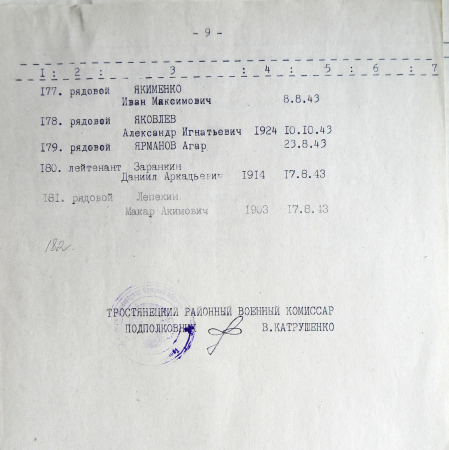 - 9 -
1 : 2 : 3 : 4 : 5 : 6 : 7
177. рядовой ЯКИМЕНКО
Иван Максимович 8.8.43
178. рядовой ЯКОВЛЕВ
Александр Игнатьевич 1924 10.10.43
179. рядовой ЯРМАНОВ Агар 23.8.43
180. лейтенант Заранкин
Даниил Аркадьевич 1914 17.8.43
181. рядовой Лепехин
Макар Акимович 1903 17.8.43
182.
ТРОСТЯНЕЦКИЙ РАЙОННЫЙ ВОЕННЫЙ КОМИССАР
ПОДПОЛКОВНИК В.КАТРУШЕНКО